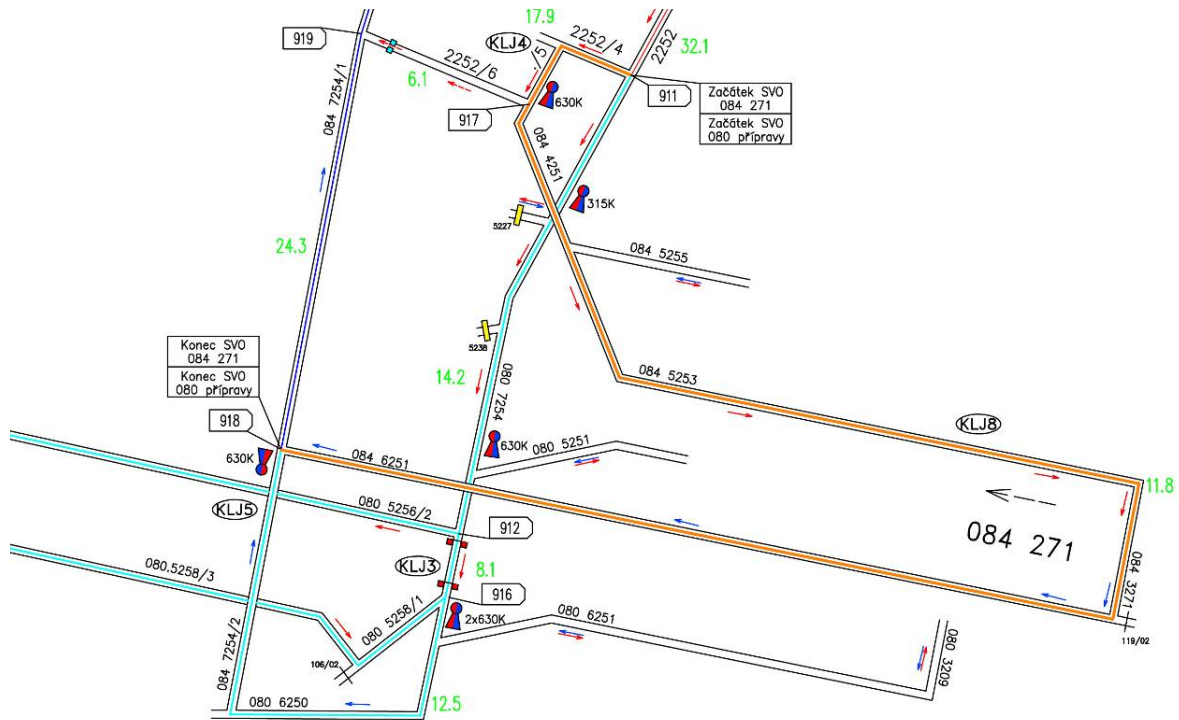 17.9
919
KLJ4
2252/4
2252
32.1
.5
2252/6
6.1
630K
911
Začátek SVO
084 271
Začátek SVO
080 přípravy
917
084 7254/1
084 4251
315K
5227
24.3
084 5255
5238
Konec SVO
084 271
Konec SVO
080 přípravy
14.2
080 7254
084 5253
KLJ8
918
630K
084 6251
630K
080 5251
11.8
KLJ5
080 5256/2
912
084 271
KLJ3
8.1
080.5258/3
916
084 3271
080 5258/1
2x630K
080 6251
119/02
084 7254/2
106/02
080 3209
080 6250
12.5